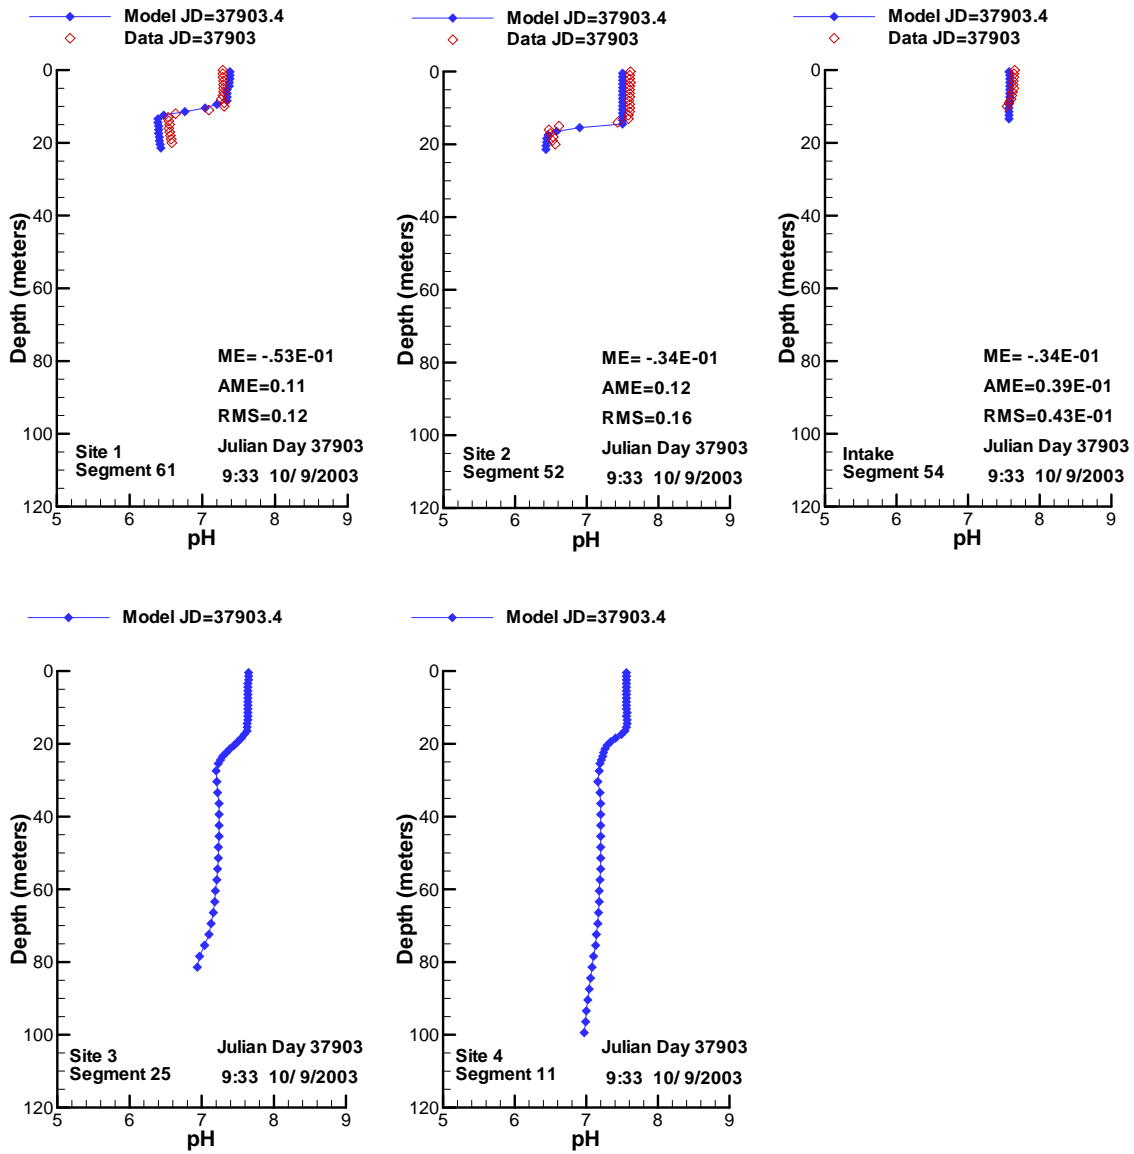 Model JD=37903.4
Data JD=37903
0
20
40
60
80
100
120
Depth (meters)
ME= -.53E-01
AME=0.11
RMS=0.12
Site 1
Segment 61
Julian Day 37903
9:33 10/ 9/2003
5 6 7 8 9
pH
Model JD=37903.4
Data JD=37903
0
20
40
60
80
100
120
Depth (meters)
ME= -.34E-01
AME=0.12
RMS=0.16
Site 2
Segment 52
Julian Day 37903
9:33 10/ 9/2003
5 6 7 8 9
pH
Model JD=37903.4
Data JD=37903
0
20
40
60
80
100
120
Depth (meters)
ME= -.34E-01
AME=0.39E-01
RMS=0.43E-01
Intake
Segment 54
Julian Day 37903
9:33 10/ 9/2003
5 6 7 8 9
pH
Model JD=37903.4
0
20
40
60
80
100
120
Depth (meters)
Site 3
Segment 25
Julian Day 37903
9:33 10/ 9/2003
5 6 7 8 9
pH
Model JD=37903.4
0
20
40
60
80
100
120
Depth (meters)
Site 4
Segment 11
Julian Day 37903
9:33 10/ 9/2003
5 6 7 8 9
pH